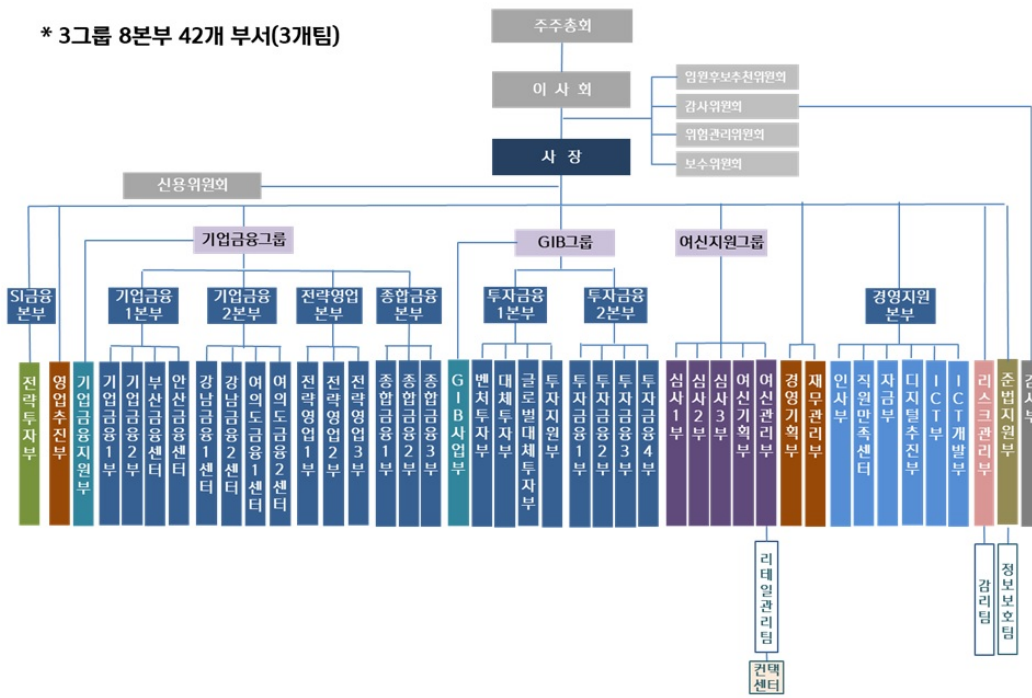 * 3그룹 8본부 42개 부서(3개팀)
주주총회
이 사 회
임원후보추천위원회
감사위원회
위험관리위원회
보수위원회
사 장
신용위원회
기업금융그룹
GIB그룹
여신지원그룹
SI금융
본부
기업금융
1본부
기업금융
2본부
전략영업
본부
종합금융
본부
투자금융
1본부
투자금융
2본부
경영지원
본부
전략투자부
영업추진부
기업금융지원부
기업금융1부
기업금융2부
부산금융센터
안산금융센터
강남금융1센터
강남금융2센터
여의도금융1센터
여의도금융2센터
전략영업1부
전략영업2부
전략영업3부
종합금융1부
종합금융2부
종합금융3부
GIB사업부
벤처투자부
대체투자부
글로벌대체투자부
투자지원부
투자금융1부
투자금융2부
투자금융3부
투자금융4부
심사1부
심사2부
심사3부
여신기획부
여신관리부
경영기획부
재무관리부
인사부
직원만족센터
자금부
디지털추진부
ICT부
ICT개발부
리스크관리부
준법지원부
리테일관리팀
감리팀
정보보호팀
컨택
센터